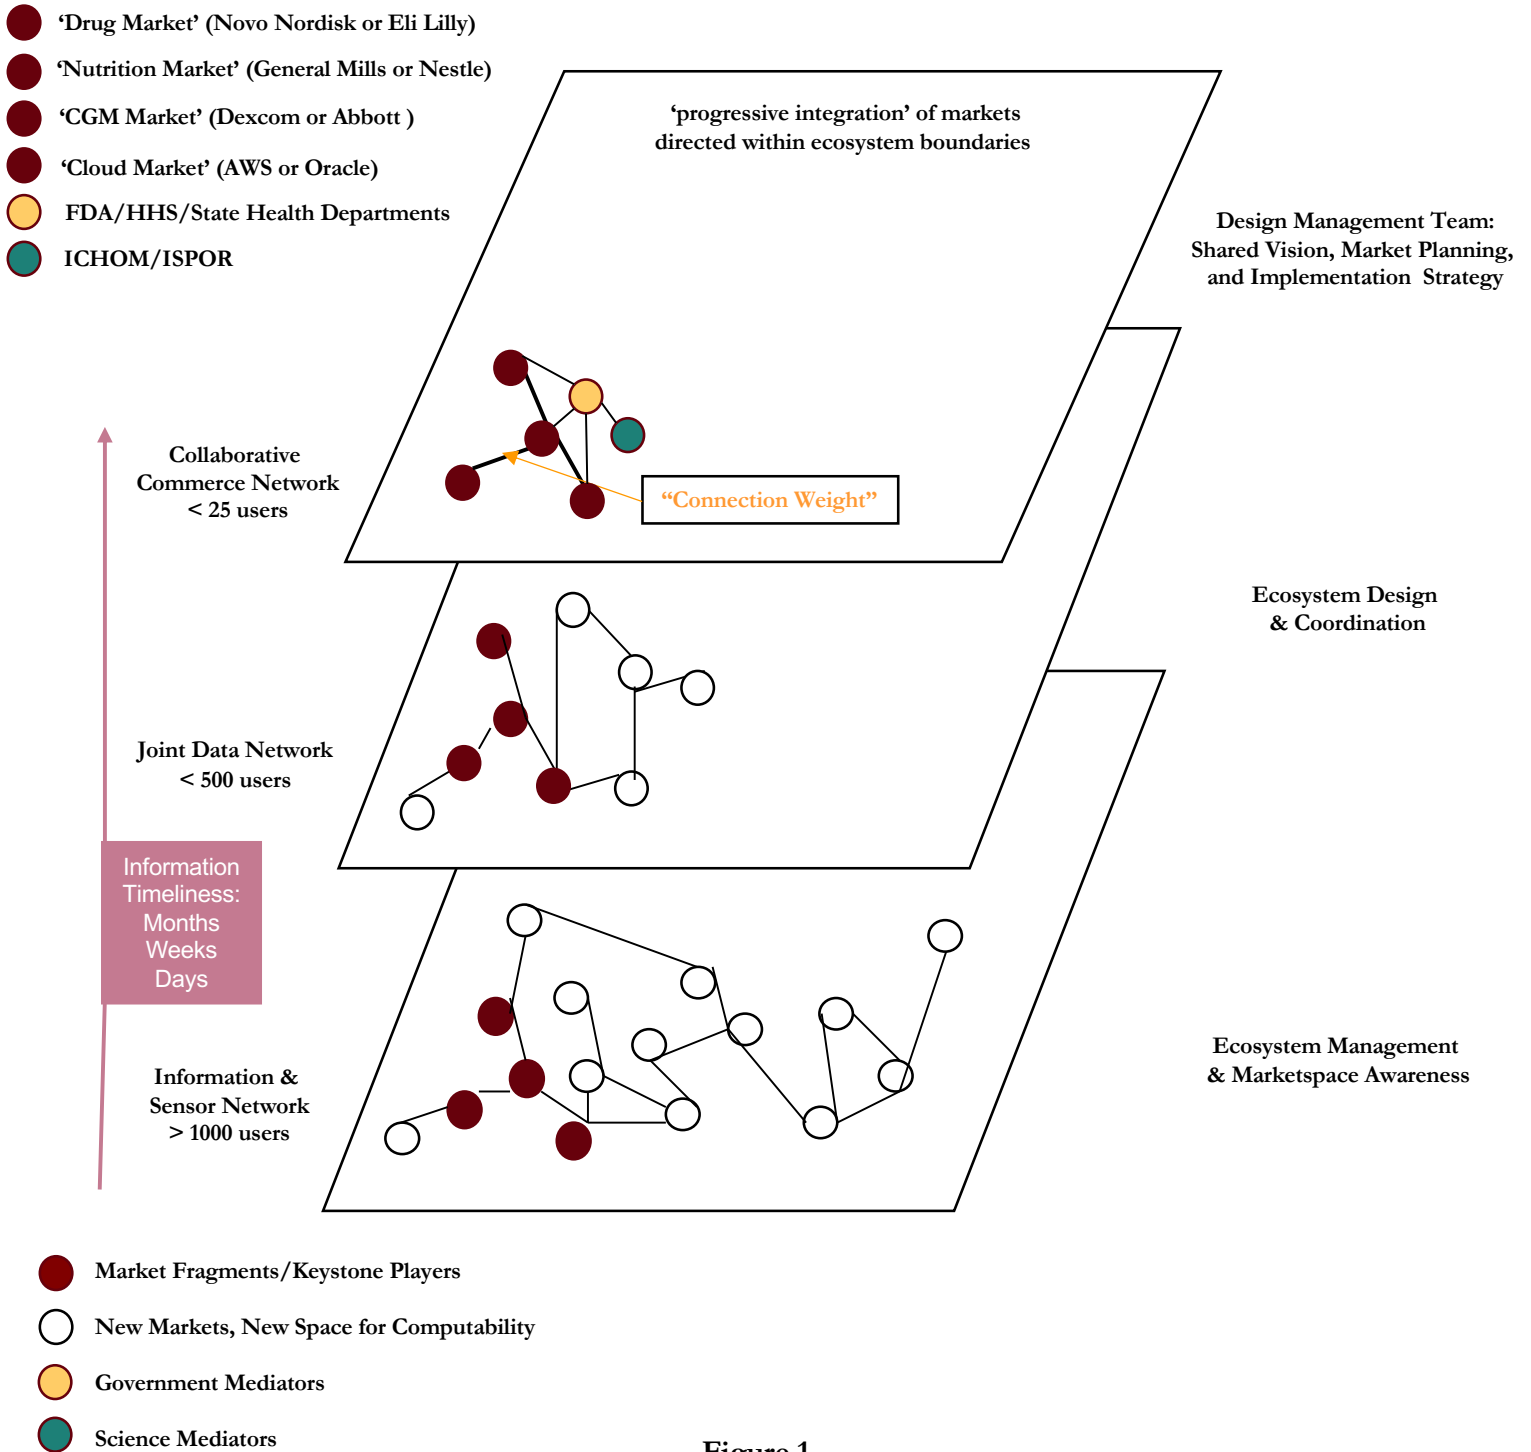 ‘Drug Market’ (Novo Nordisk or Eli Lilly)
‘Nutrition Market’ (General Mills or Nestle)
‘CGM Market’ (Dexcom or Abbott )
‘Cloud Market’ (AWS or Oracle)
FDA/HHS/State Health Departments
ICHOM/ISPOR
‘progressive integration’ of markets
directed within ecosystem boundaries
Design Management Team:
Shared Vision, Market Planning,
and Implementation Strategy
Collaborative
Commerce Network
< 25 users
“Connection Weight”
Ecosystem Design
& Coordination
Joint Data Network
< 500 users
Information
Timeliness:
Months
Weeks
Days
Information &
Sensor Network
> 1000 users
Ecosystem Management
& Marketspace Awareness
Market Fragments/Keystone Players
New Markets, New Space for Computability
Government Mediators
Science Mediators
Figure 1